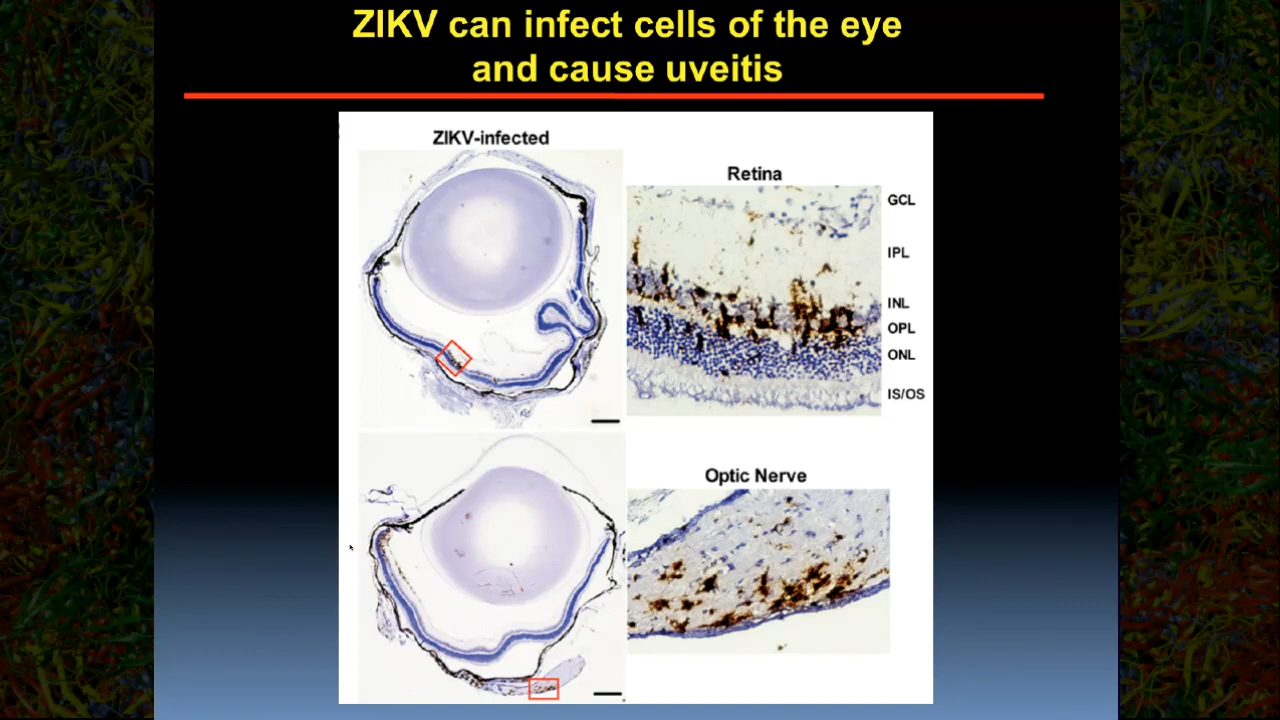 ZIKV can infect cells of the eye
and cause uveitis
ZIKV-infected
Retina
GCL
IPL
INL
OPL
ONL
IS/OS
Optic Nerve